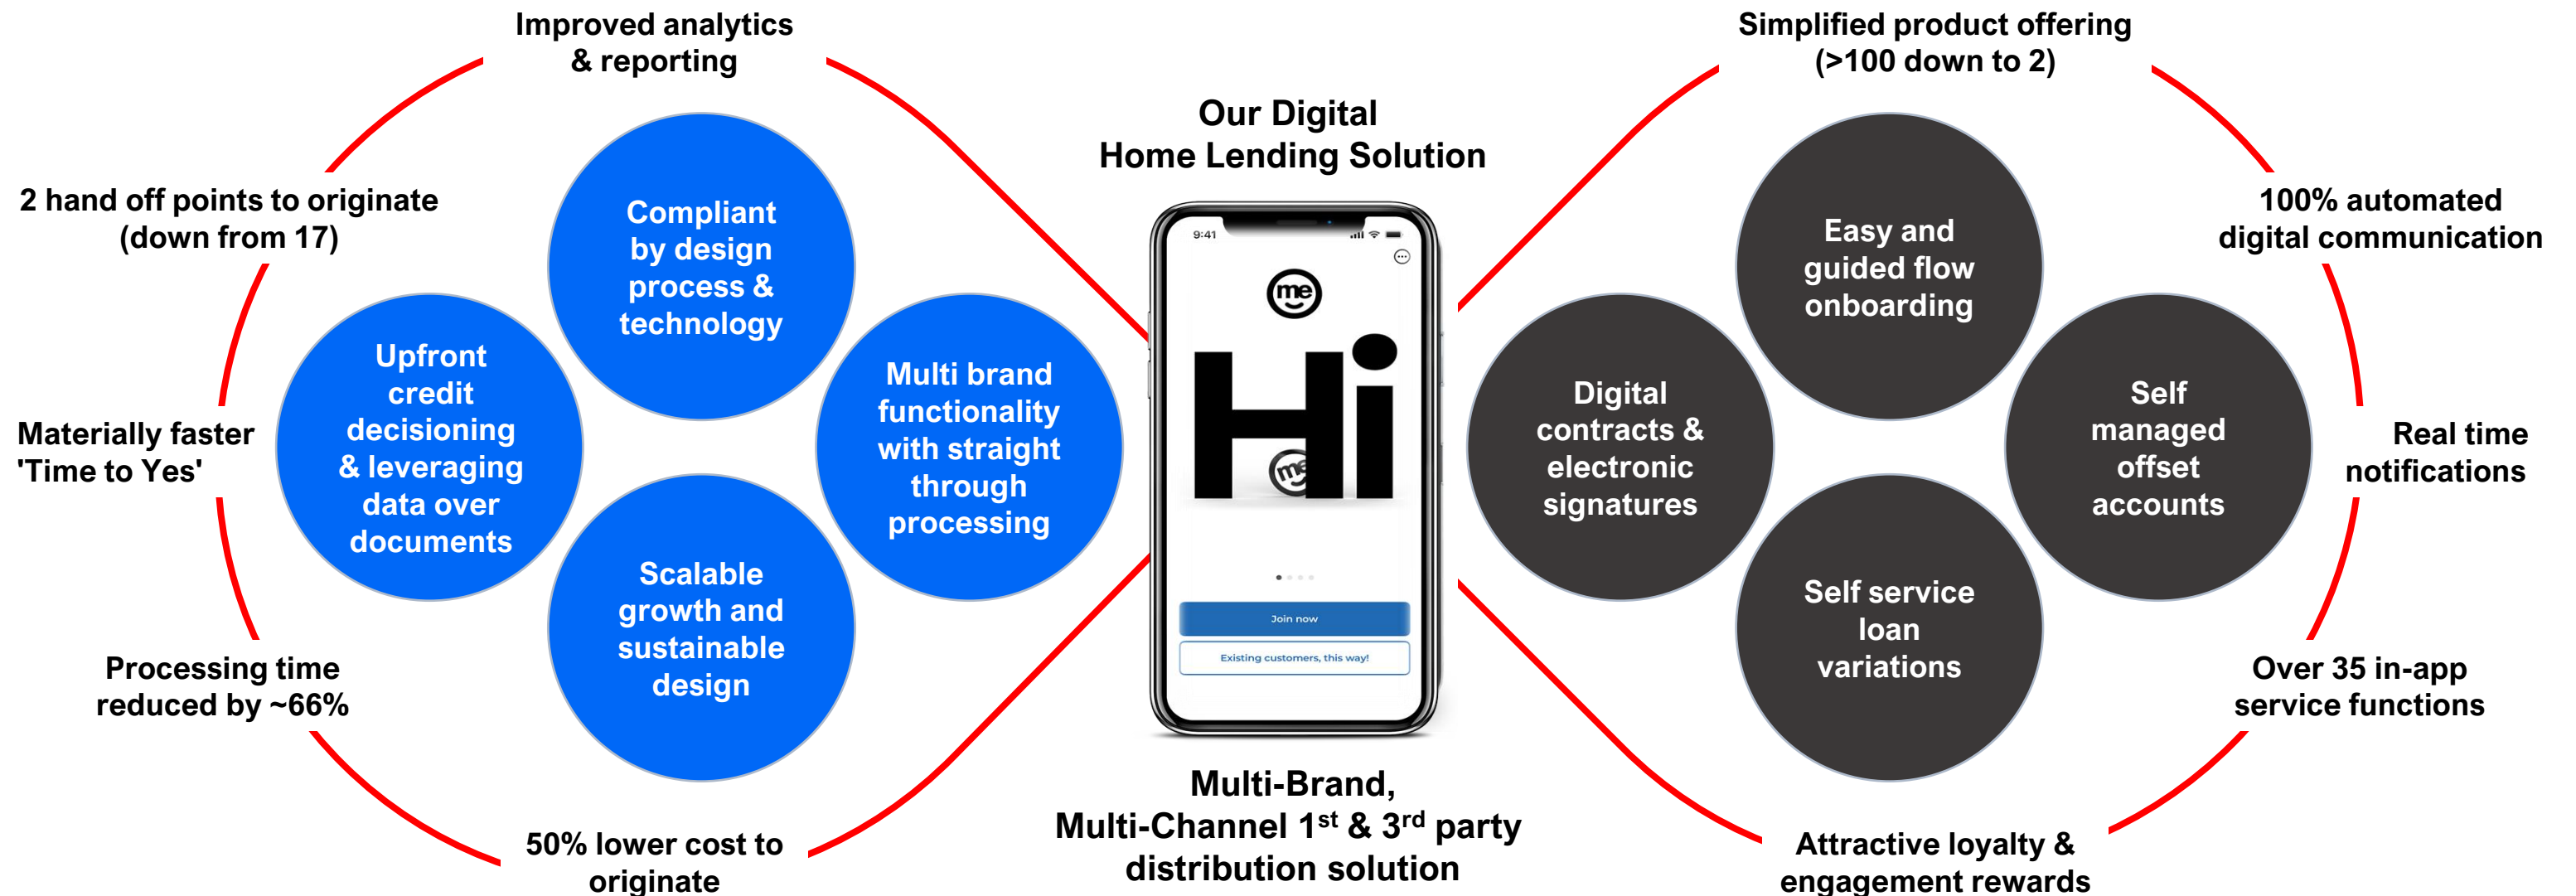 Improved analytics
& reporting
2 hand off points to originate
(down from 17)
Materially faster
'Time to Yes'
Processing time
reduced by ~66%
50% lower cost to
originate
Compliant
by design
process &
technology
Upfront
credit
decisioning
& leveraging
data over
documents
Multi brand
functionality
with straight
through
processing
Scalable
growth and
sustainable
design
Our Digital
Home Lending Solution
9:41
me
Hi
me
Join now
Existing customers, this way!
Multi-Brand,
Multi-Channel 1st & 3rd party
distribution solution
Simplified product offering
(>100 down to 2)
100% automated
digital communication
Real time
notifications
Over 35 in-app
service functions
Attractive loyalty &
engagement rewards
Easy and
guided flow
onboarding
Digital
contracts &
electronic
signatures
Self
managed
offset
accounts
Self service
loan
variations